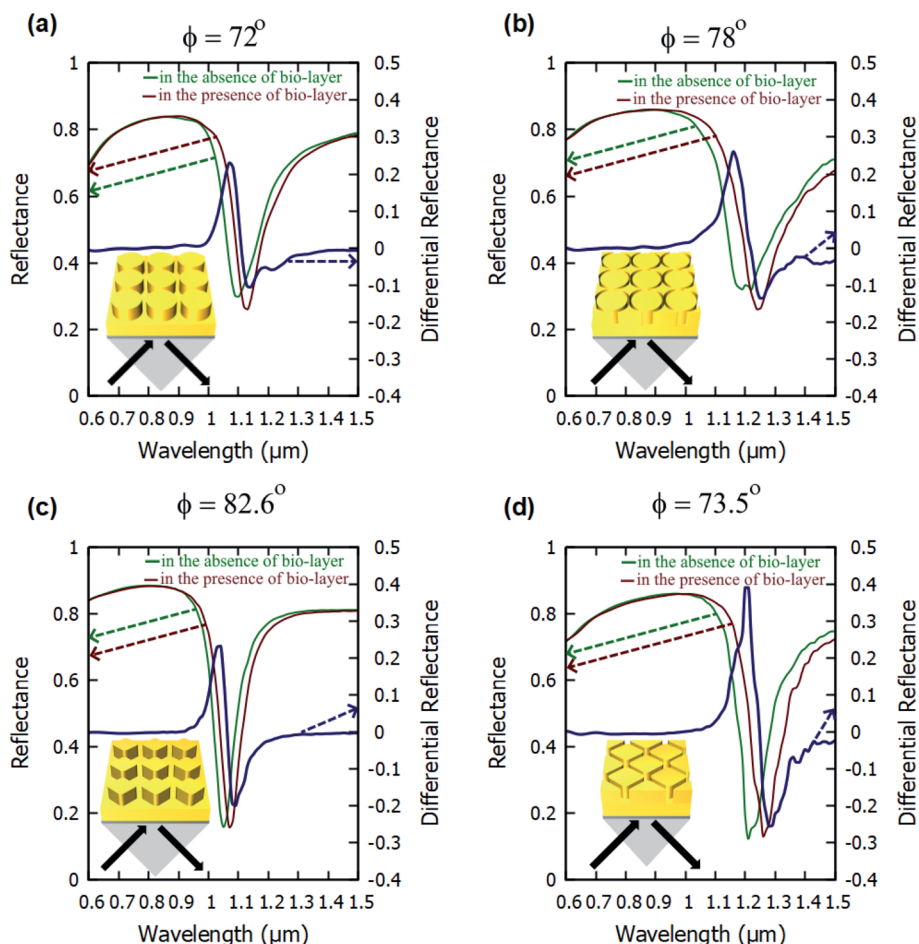 (a)
ϕ = 72°
1
0.8
0.6
0.4
0.2
0
0.5
0.4
0.3
0.2
0.1
0
-0.1
-0.2
-0.3
-0.4
in the absence of bio-layer
in the presence of bio-layer
Reflectance
Differential Reflectance
0.6 0.7 0.8 0.9 1 1.1 1.2 1.3 1.4 1.5
Wavelength (µm)
(b)
ϕ = 78°
1
0.8
0.6
0.4
0.2
0
0.5
0.4
0.3
0.2
0.1
0
-0.1
-0.2
-0.3
-0.4
in the absence of bio-layer
in the presence of bio-layer
Reflectance
Differential Reflectance
0.6 0.7 0.8 0.9 1 1.1 1.2 1.3 1.4 1.5
Wavelength (µm)
(c)
ϕ = 82.6°
1
0.8
0.6
0.4
0.2
0
0.5
0.4
0.3
0.2
0.1
0
-0.1
-0.2
-0.3
-0.4
in the absence of bio-layer
in the presence of bio-layer
Reflectance
Differential Reflectance
0.6 0.7 0.8 0.9 1 1.1 1.2 1.3 1.4 1.5
Wavelength (µm)
(d)
ϕ = 73.5°
1
0.8
0.6
0.4
0.2
0
0.5
0.4
0.3
0.2
0.1
0
-0.1
-0.2
-0.3
-0.4
in the absence of bio-layer
in the presence of bio-layer
Reflectance
Differential Reflectance
0.6 0.7 0.8 0.9 1 1.1 1.2 1.3 1.4 1.5
Wavelength (µm)